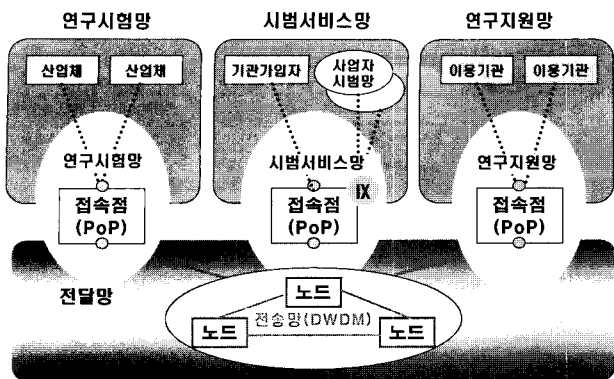 연구시험망
시범서비스망
연구지원망
산업체
산업체
기관가입자
사업자
시범망
이용기관
이용기관
연구시험망
시범서비스망
연구지원망
IX
접속점
(PoP)
접속점
(PoP)
접속점
(PoP)
전달망
노드
노드
전송망(DWDM)
노드